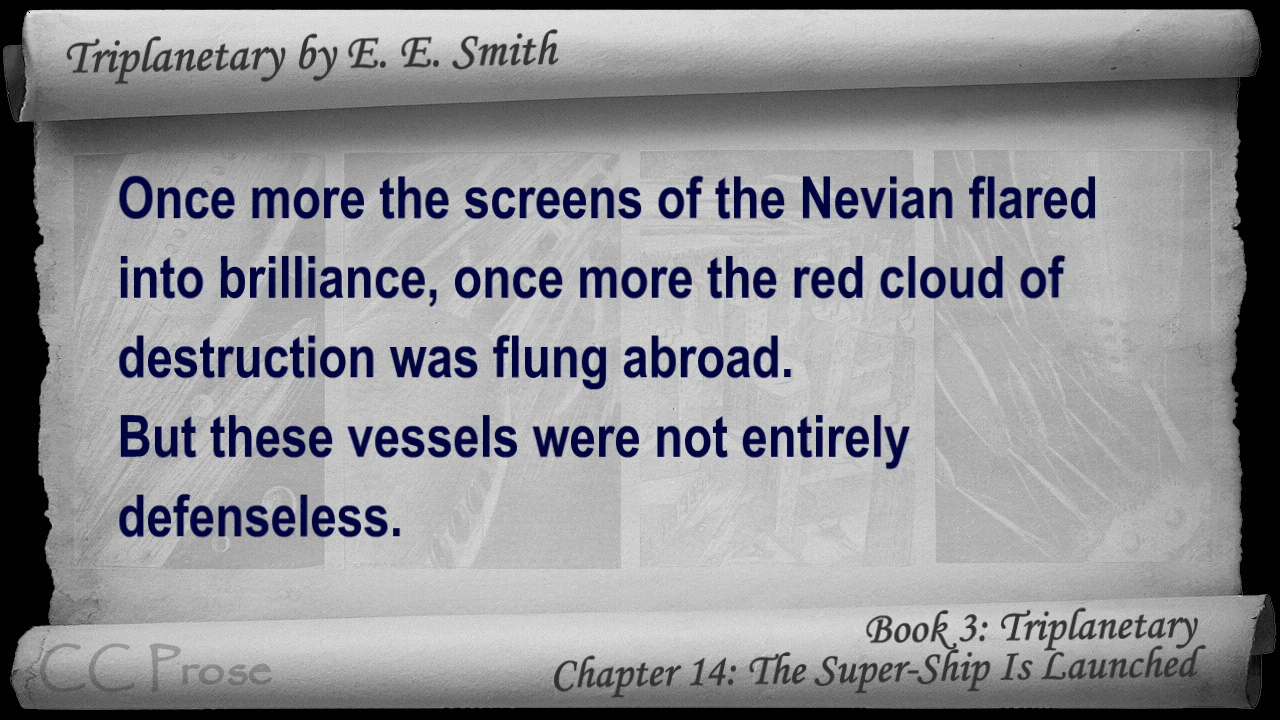 Triplanetary by E. E. Smith
Once more the screens of the Nevian flared
into brilliance, once more the red cloud of
destruction was flung abroad.
But these vessels were not entirely
defenseless.
Book 3: Triplanetary
Chapter 14: The Super-Ship Is Launched
CC Prose